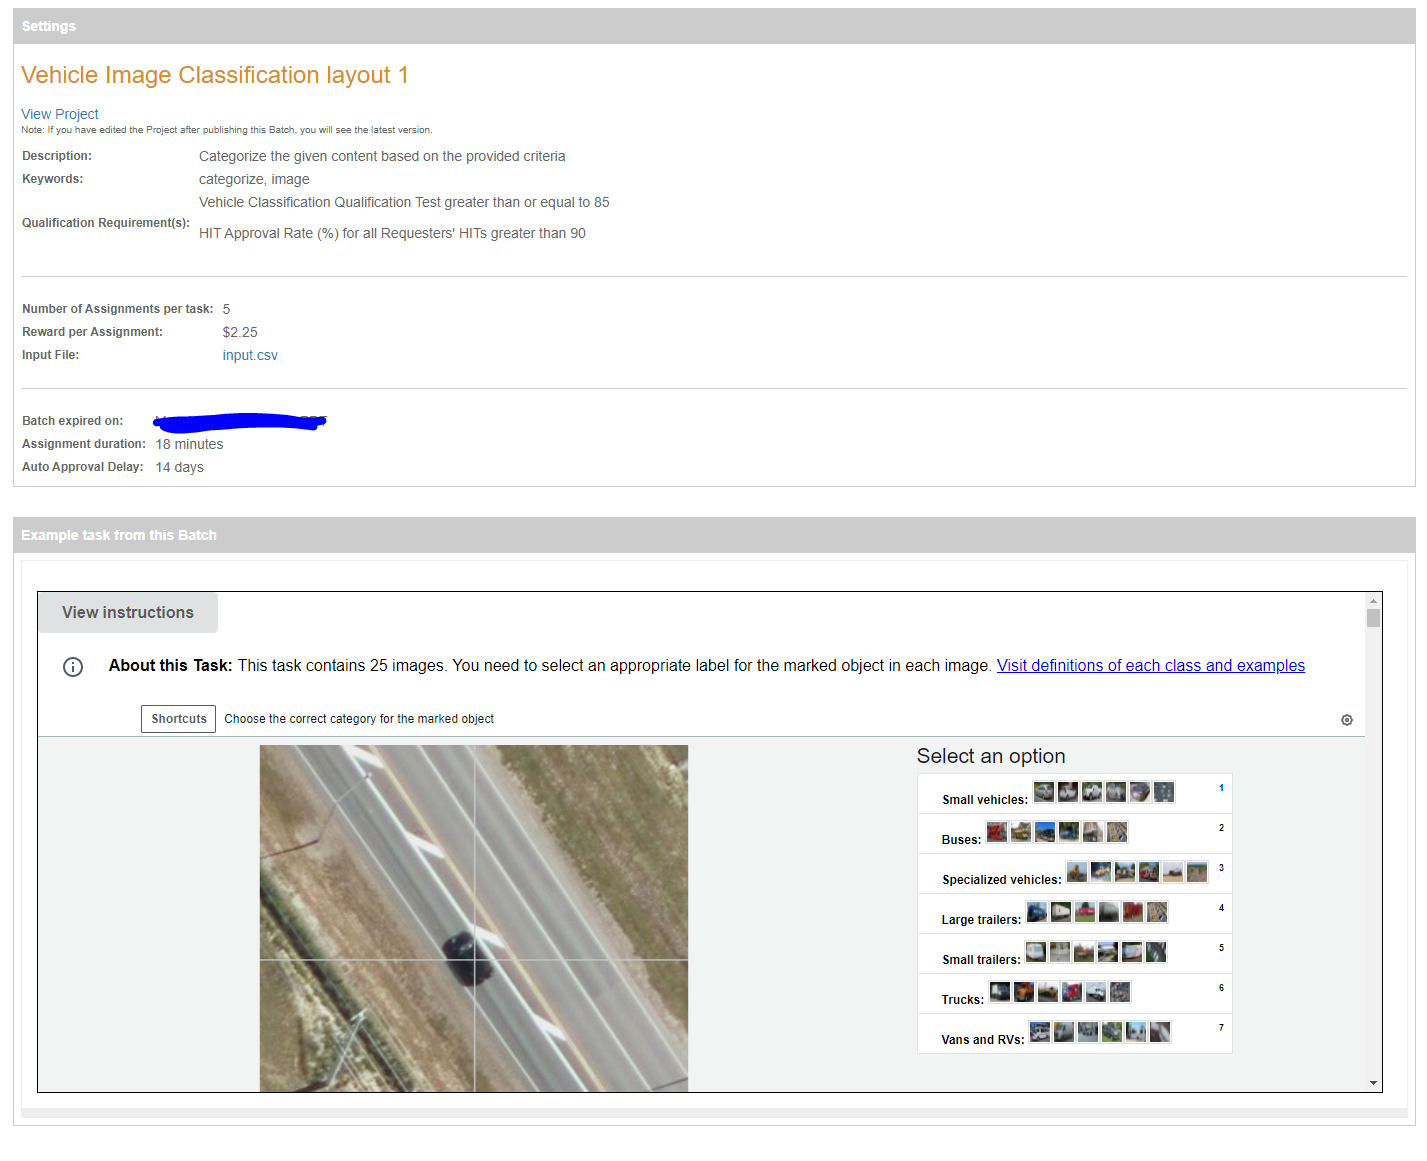 Settings
Vehicle Image Classification layout 1
View Project
Note: If you have edited the Project after publishing this Batch, you will see the latest version.
Description: Categorize the given content based on the provided criteria
Keywords: categorize, image
Qualification Requirement(s): Vehicle Classification Qualification Test greater than or equal to 85
HIT Approval Rate (%) for all Requesters' HITs greater than 90
Number of Assignments per task: 5
Reward per Assignment: $2.25
Input File: input.csv
Batch expired on:
Assignment duration: 18 minutes
Auto Approval Delay: 14 days
Example task from this Batch
View instructions
About this Task: This task contains 25 images. You need to select an appropriate label for the marked object in each image. Visit definitions of each class and examples
Shortcuts Choose the correct category for the marked object
Select an option
Small vehicles: 1
Buses: 2
Specialized vehicles: 3
Large trailers: 4
Small trailers: 5
Trucks: 6
Vans and RVs: 7